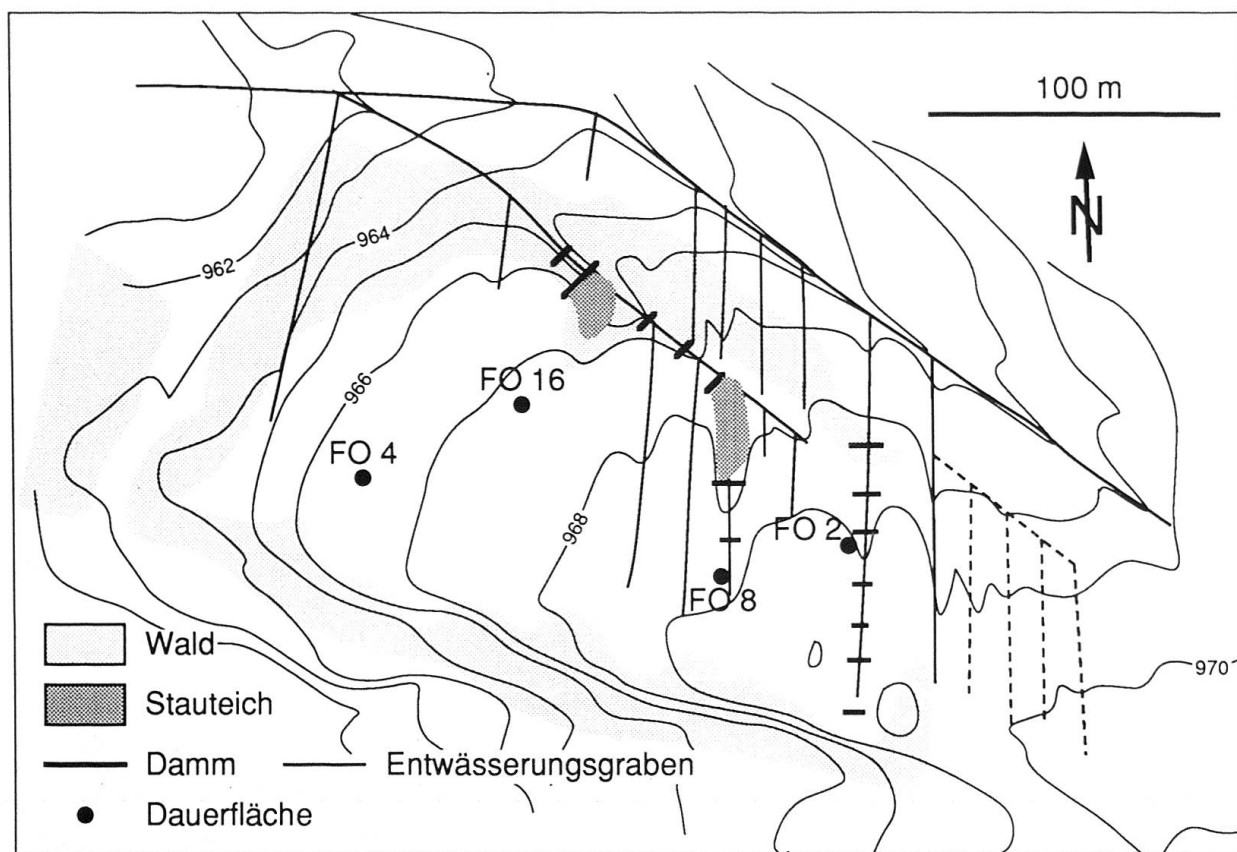 100 m
N
964
962
966
FO 16
FO 4
968
FO 2
FO 8
970
Wald
Stauteich
Damm
Entwässerungsgraben
Dauerfläche